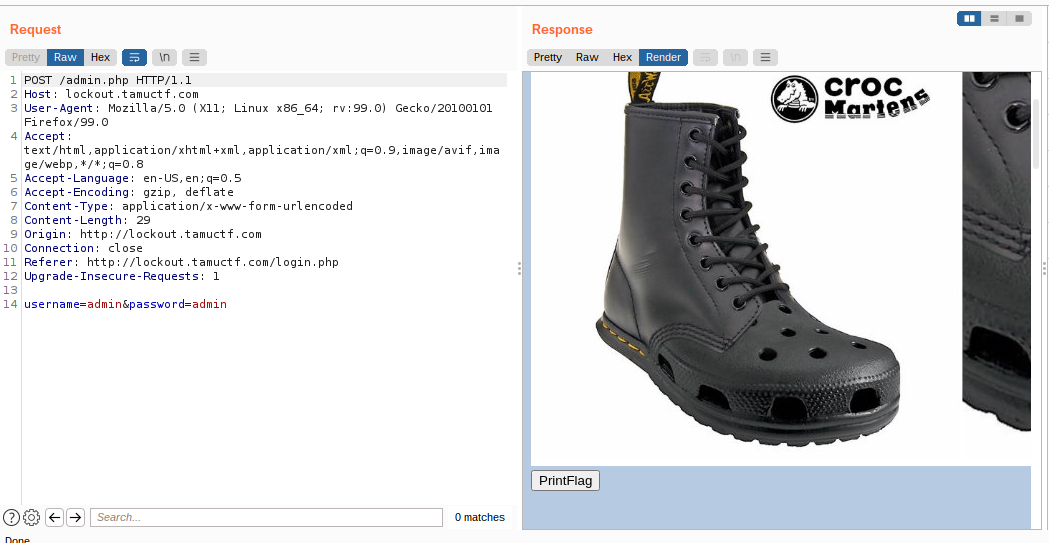 Request
Pretty Raw Hex \n
1 POST /admin.php HTTP/1.1
2 Host: lockout.tamuctf.com
3 User-Agent: Mozilla/5.0 (X11; Linux x86_64; rv:99.0) Gecko/20100101
Firefox/99.0
4 Accept:
text/html,application/xhtml+xml,application/xml;q=0.9,image/avif,ima
ge/webp,*/*;q=0.8
5 Accept-Language: en-US,en;q=0.5
6 Accept-Encoding: gzip, deflate
7 Content-Type: application/x-www-form-urlencoded
8 Content-Length: 29
9 Origin: http://lockout.tamuctf.com
10 Connection: close
11 Referer: http://lockout.tamuctf.com/login.php
12 Upgrade-Insecure-Requests: 1
13
14 username=admin&password=admin
Search...
0 matches
Done
Response
Pretty Raw Hex Render \n
croc
Martens
PrintFlag